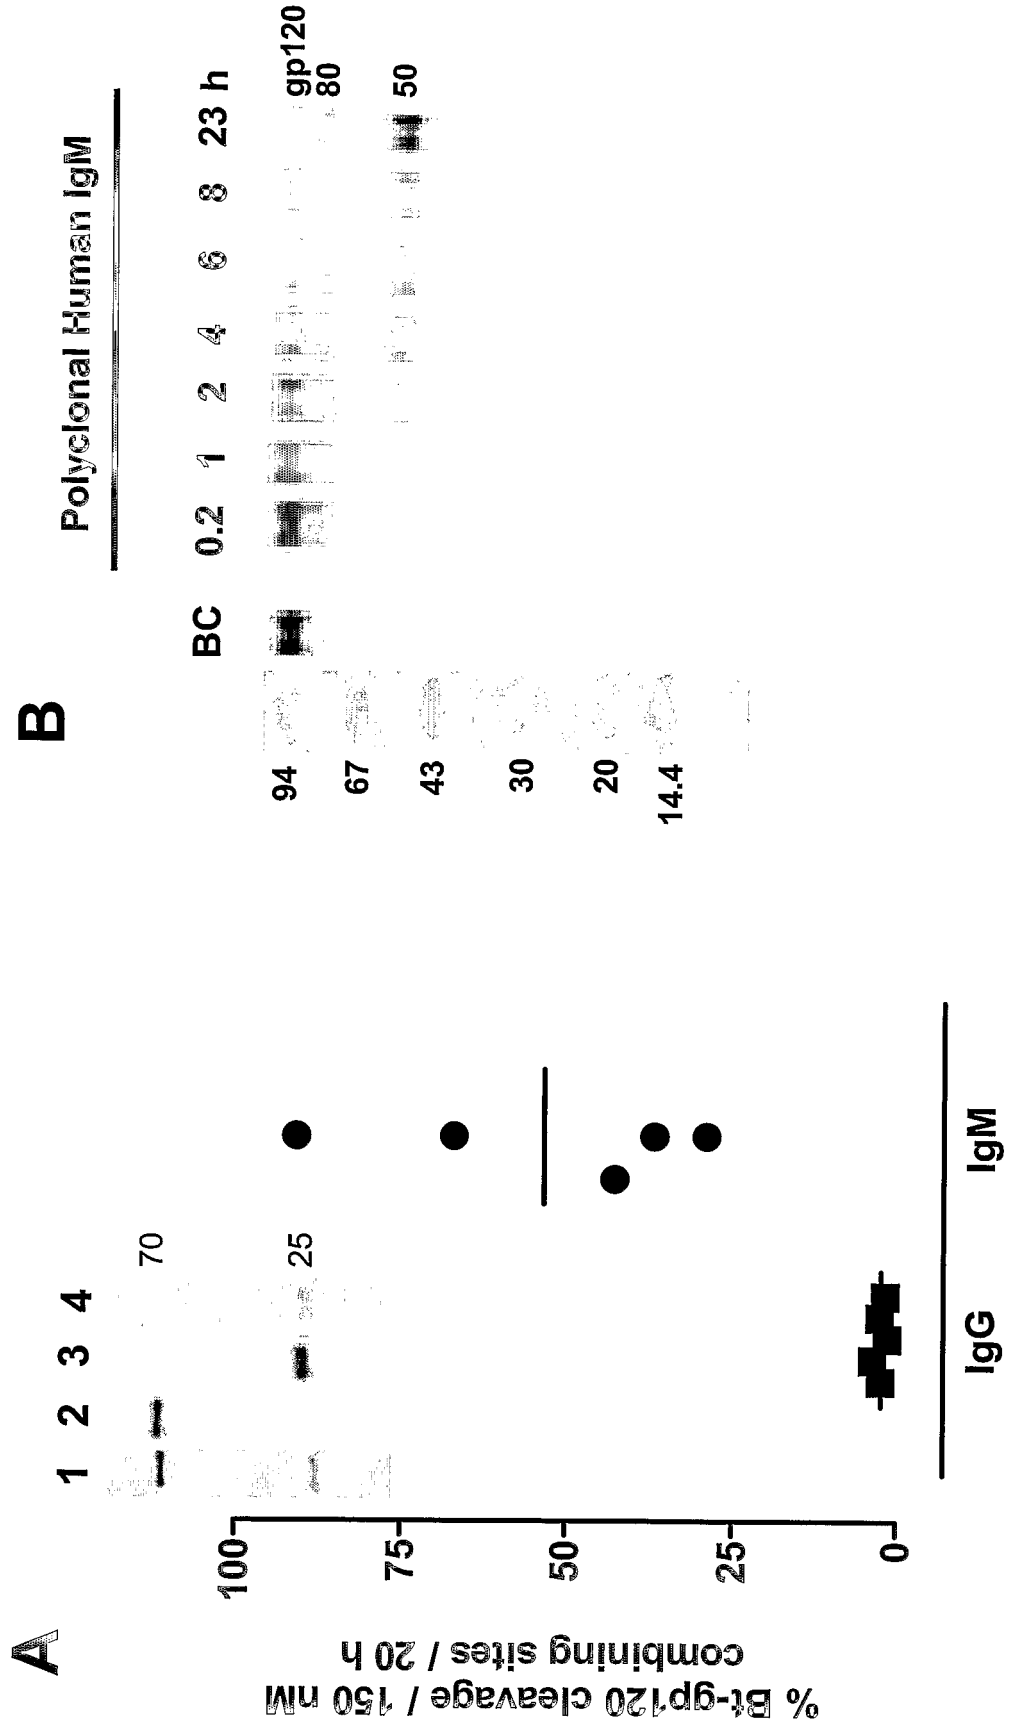 A
1 2 3 4
70
25
100
75
50
25
0
% Bt-gp120 cleavage / 150 nM
combining sites / 20 h
IgG IgM
B
Polyclonal Human IgM
BC 0.2 1 2 4 6 8 23 h
94
67
43
30
20
14.4
gp120
80
50